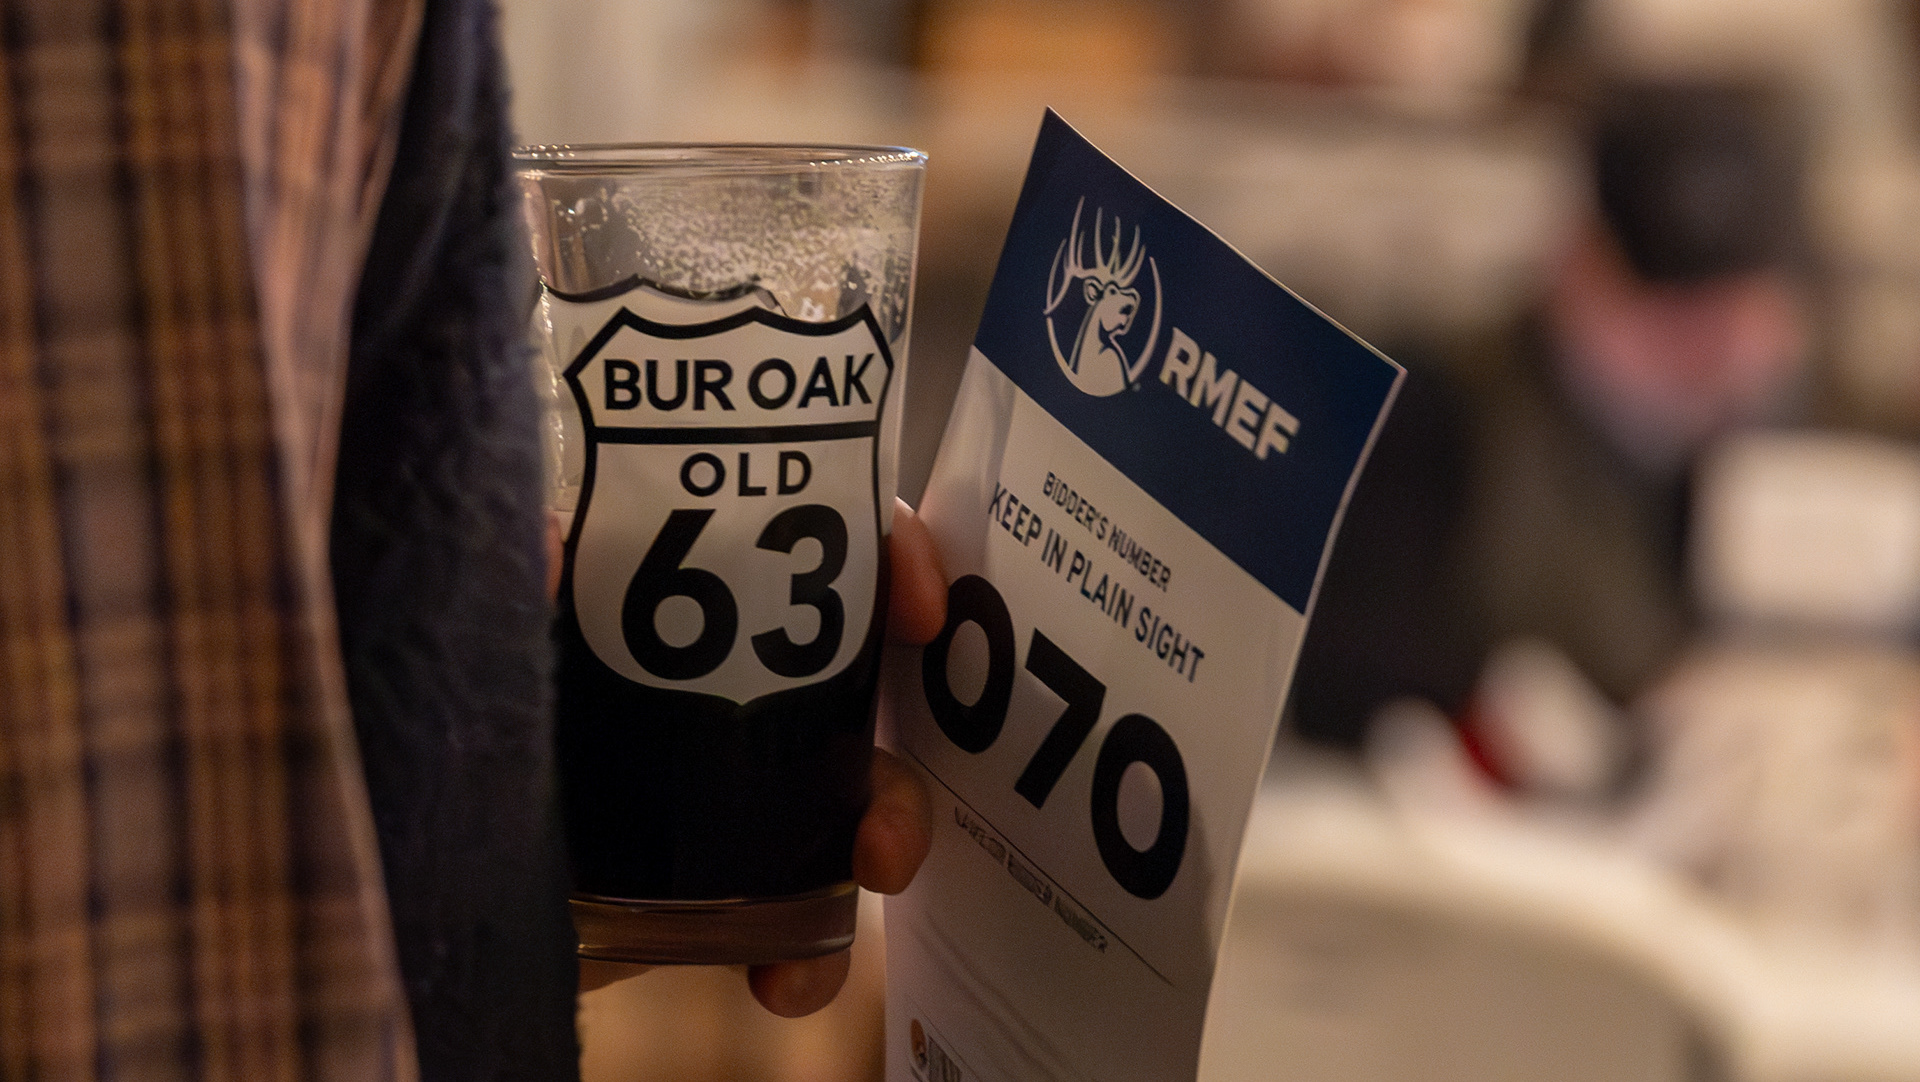 BUR OAK
OLD
63
RMEF
BIDDER'S NUMBER
KEEP IN PLAIN SIGHT
070